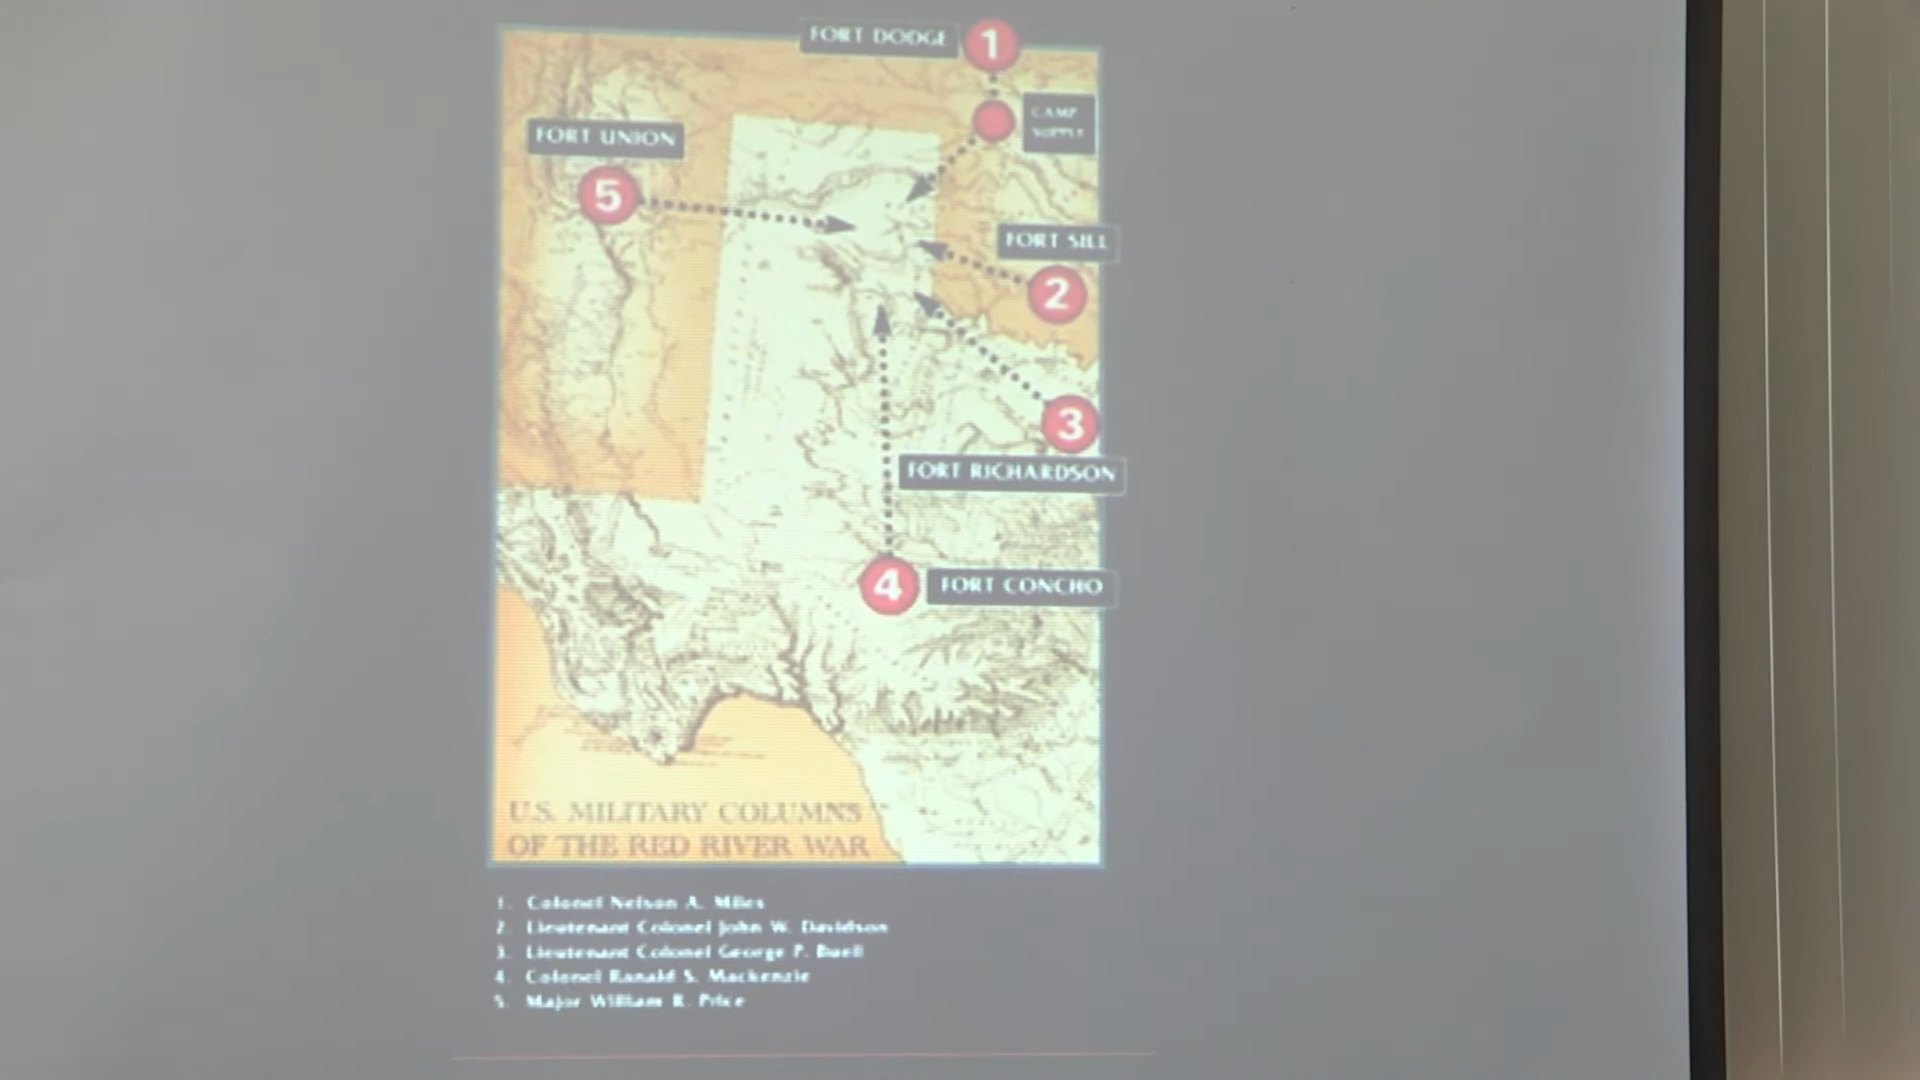 FORT DODGE
1
CAMP
SUPPLY
FORT UNION
5
FORT SILL
2
3
FORT RICHARDSON
4
FORT CONCHO
U.S. MILITARY COLUMNS
OF THE RED RIVER WAR
1. Colonel Nelson A. Miles
2. Lieutenant Colonel John W. Davidson
3. Lieutenant Colonel George P. Buell
4. Colonel Ranald S. Mackenzie
5. Major William R. Price